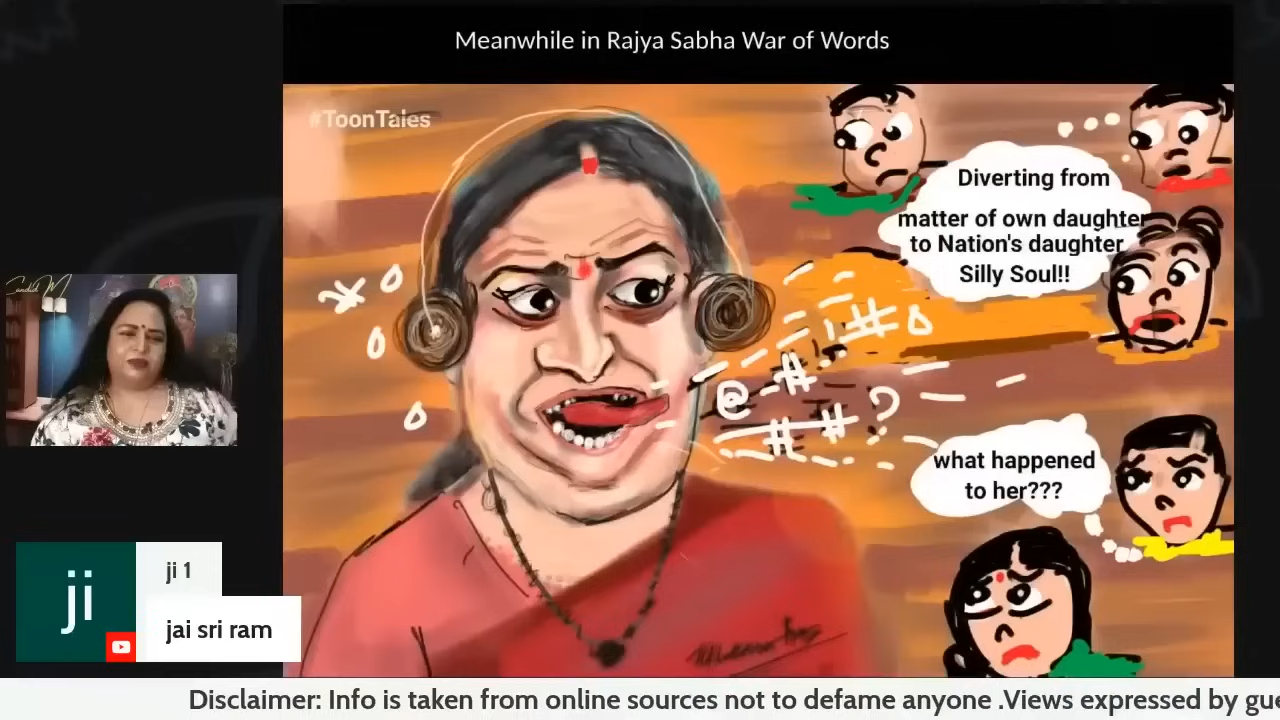 Meanwhile in Rajya Sabha War of Words
#ToonTales
Diverting from
matter of own daughter
to Nation's daughter
Silly Soul!!
@-#!#
##?
what happened
to her???
ji
ji 1
jai sri ram
Disclaimer: Info is taken from online sources not to defame anyone .Views expressed by gue